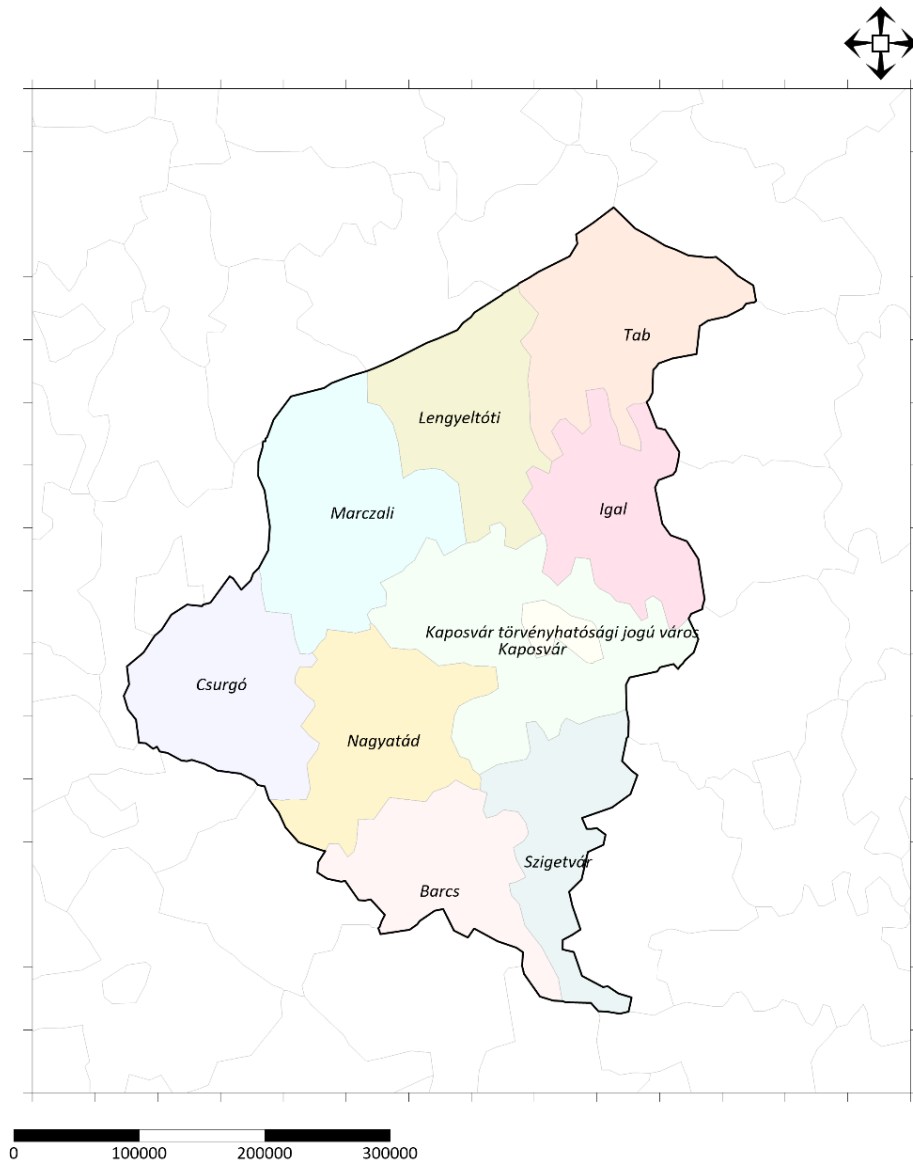 Tab
Lengyeltóti
Igal
Marczali
Kaposvár törvényhatósági jogú város
Kaposvár
Csurgó
Nagyatád
Szigetvár
Barcs
0 100000 200000 300000